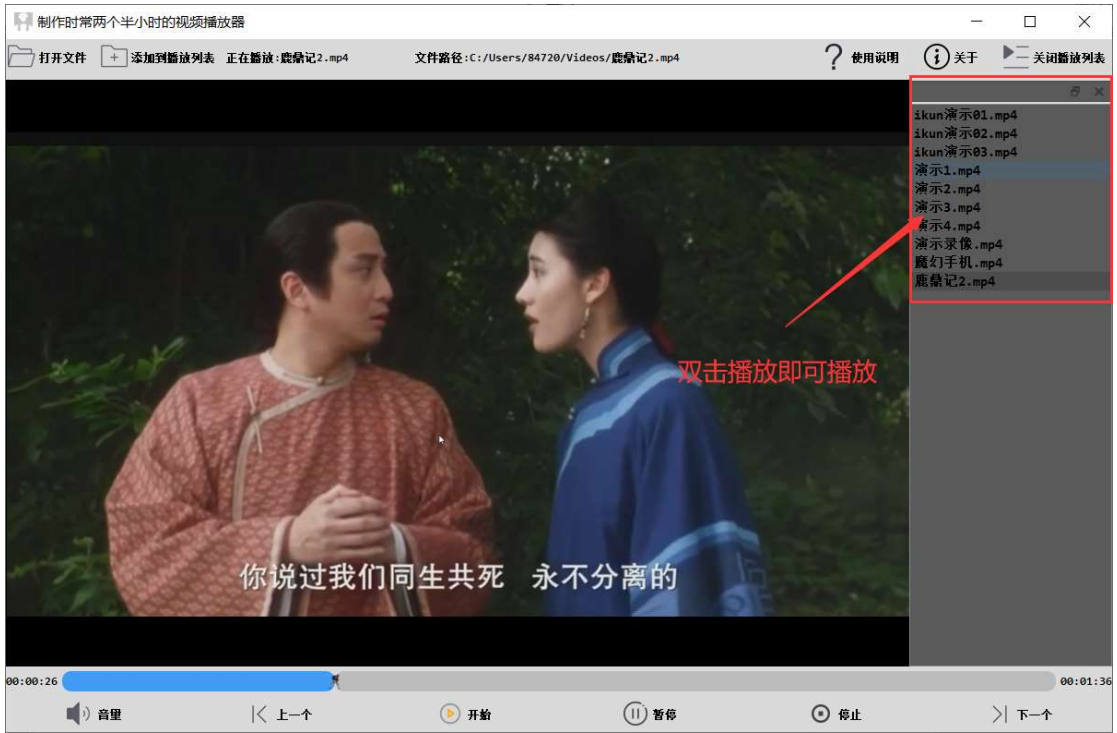 制作时常两个半小时的视频播放器
打开文件 添加到播放列表 正在播放:鹿鼎记2.mp4 文件路径:C:/Users/84720/Videos/鹿鼎记2.mp4 使用说明 关于 关闭播放列表
ikun演示01.mp4
ikun演示02.mp4
ikun演示03.mp4
演示1.mp4
演示2.mp4
演示3.mp4
演示4.mp4
演示录像.mp4
魔幻手机.mp4
鹿鼎记2.mp4
双击播放即可播放
你说过我们同生共死 永不分离的
00:00:26 00:01:36
音量 上一个 开始 暂停 停止 下一个